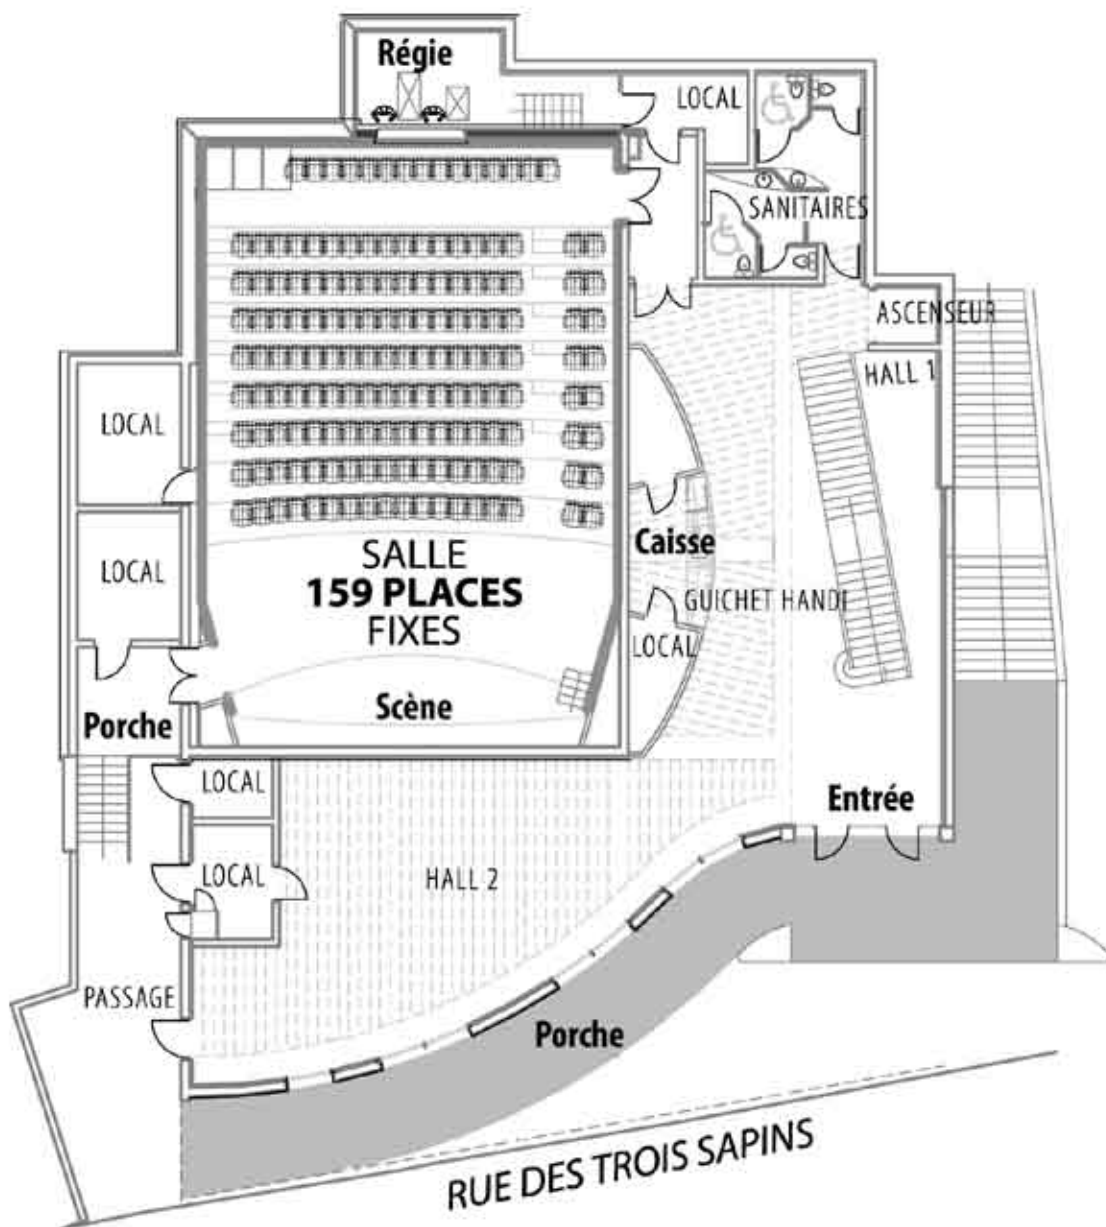 Régie
LOCAL
SANITAIRES
ASCENSEUR
HALL 1
LOCAL
LOCAL
SALLE
159 PLACES
FIXES
Caisse
GUICHET HANDI
LOCAL
Scène
Porche
LOCAL
Entrée
LOCAL
HALL 2
PASSAGE
Porche
RUE DES TROIS SAPINS